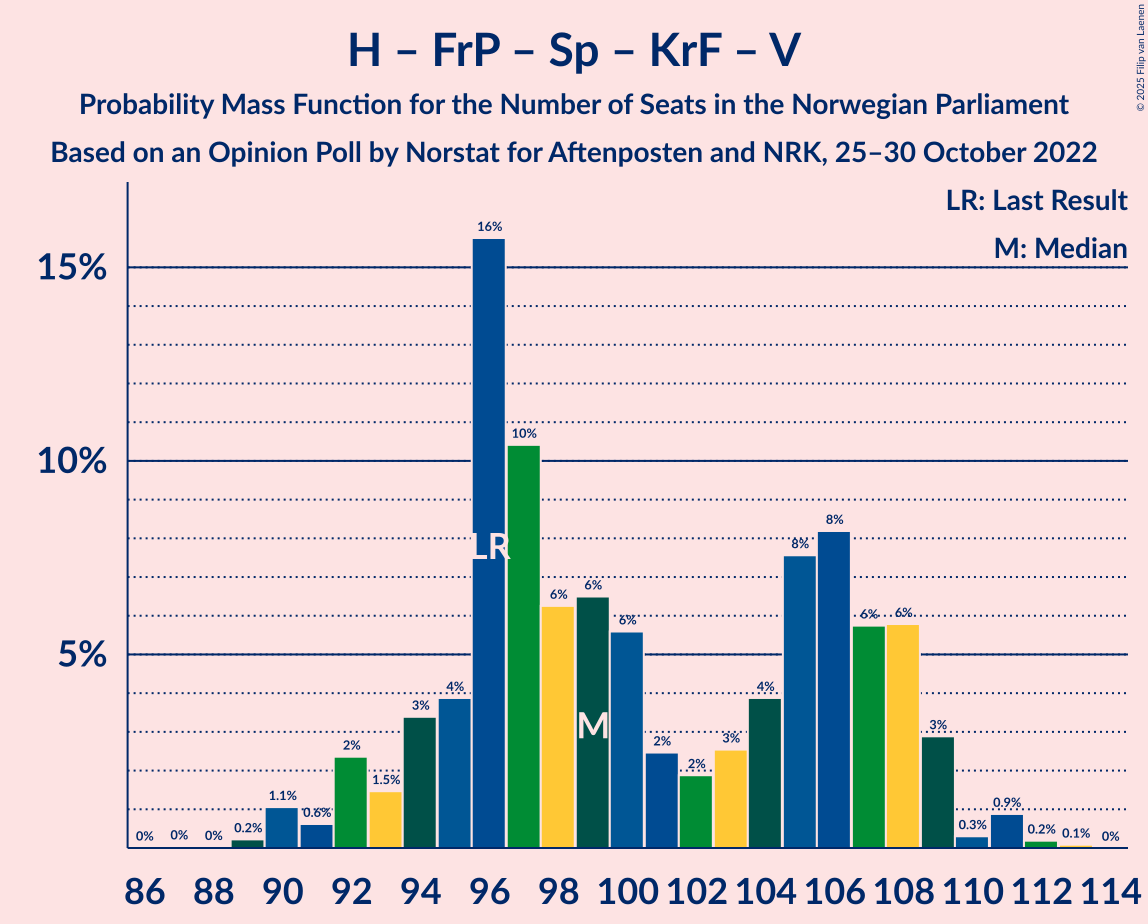 © 2025 Filip van Laenen
H – FrP – Sp – KrF – V
Probability Mass Function for the Number of Seats in the Norwegian Parliament
Based on an Opinion Poll by Norstat for Aftenposten and NRK, 25–30 October 2022
LR: Last Result
M: Median
15%
10%
5%
0% 0% 0% 0.2% 1.1% 0.6% 2% 1.5% 3% 4% 16% 10% 6% 6% 6% 2% 2% 3% 4% 8% 8% 6% 6% 3% 0.3% 0.9% 0.2% 0.1% 0%
LR
M
86 88 90 92 94 96 98 100 102 104 106 108 110 112 114